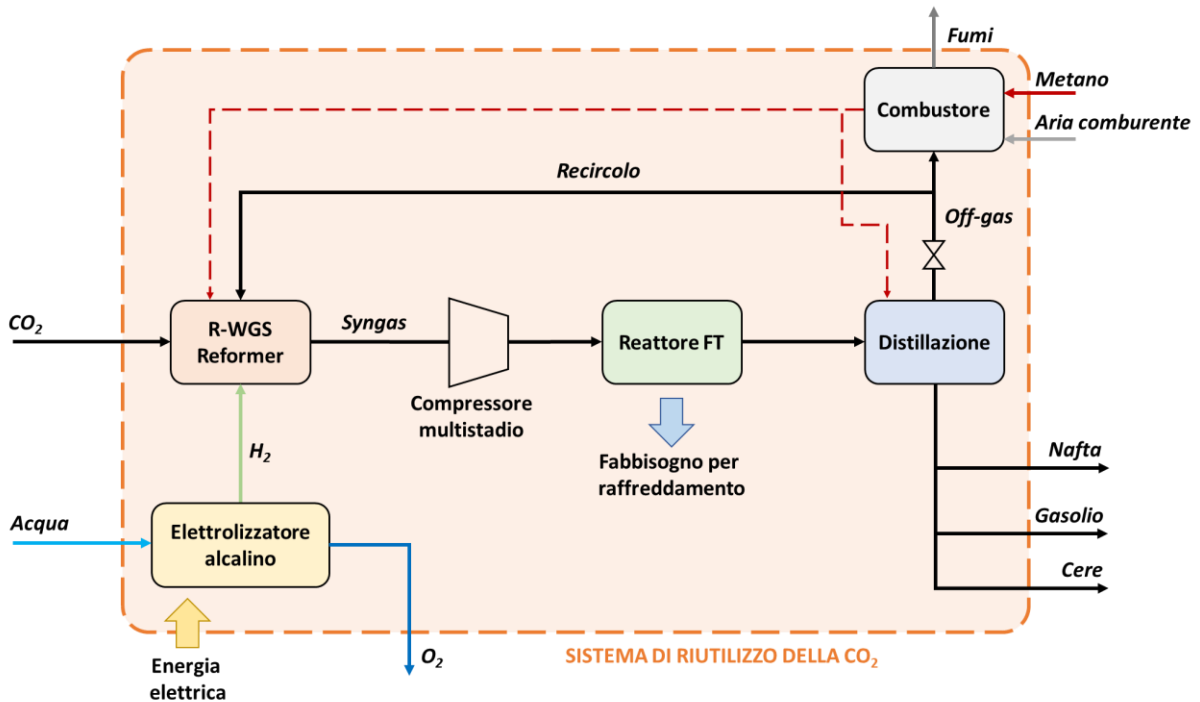 Fumi
Metano
Combustore
Aria comburente
Recircolo
Off-gas
CO₂
R-WGS
Reformer
Syngas
Compressore
multistadio
Reattore FT
Distillazione
Fabbisogno per
raffreddamento
H₂
Nafta
Gasolio
Cere
Acqua
Elettrolizzatore
alcalino
O₂
Energia
elettrica
SISTEMA DI RIUTILIZZO DELLA CO₂